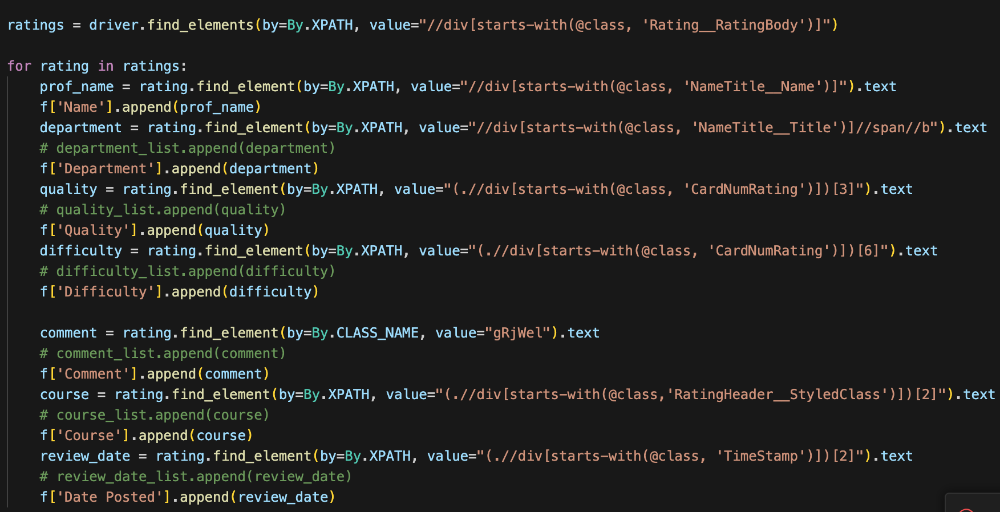 ratings = driver.find_elements(by=By.XPATH, value="//div[starts-with(@class, 'Rating__RatingBody')]")
for rating in ratings:
prof_name = rating.find_element(by=By.XPATH, value="//div[starts-with(@class, 'NameTitle__Name')]").text
f['Name'].append(prof_name)
department = rating.find_element(by=By.XPATH, value="//div[starts-with(@class, 'NameTitle__Title')]//span//b").text
# department_list.append(department)
f['Department'].append(department)
quality = rating.find_element(by=By.XPATH, value="(.//div[starts-with(@class, 'CardNumRating')])[3]").text
# quality_list.append(quality)
f['Quality'].append(quality)
difficulty = rating.find_element(by=By.XPATH, value="(.//div[starts-with(@class, 'CardNumRating')])[6]").text
# difficulty_list.append(difficulty)
f['Difficulty'].append(difficulty)
comment = rating.find_element(by=By.CLASS_NAME, value="gRjWel").text
# comment_list.append(comment)
f['Comment'].append(comment)
course = rating.find_element(by=By.XPATH, value="(.//div[starts-with(@class,'RatingHeader__StyledClass')])[2]").text
# course_list.append(course)
f['Course'].append(course)
review_date = rating.find_element(by=By.XPATH, value="(.//div[starts-with(@class, 'TimeStamp')])[2]").text
# review_date_list.append(review_date)
f['Date Posted'].append(review_date)